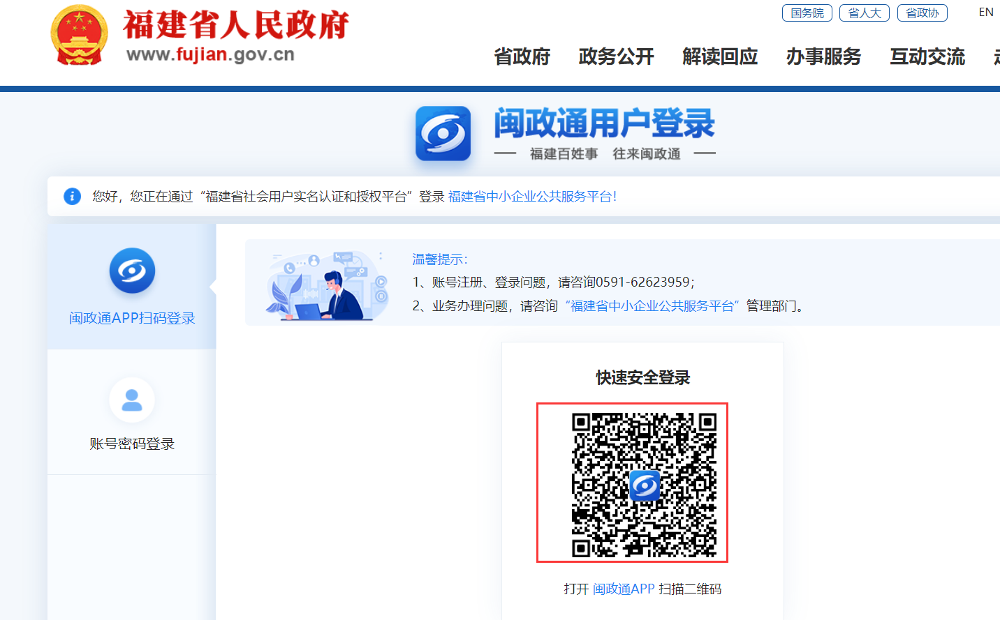 福建省人民政府
www.fujian.gov.cn
国务院 省人大 省政协 EN
省政府 政务公开 解读回应 办事服务 互动交流
闽政通用户登录
福建百姓事 往来闽政通
您好，您正在通过“福建省社会用户实名认证和授权平台”登录 福建省中小企业公共服务平台!
闽政通APP扫码登录
账号密码登录
温馨提示：
1、账号注册、登录问题，请咨询0591-62623959；
2、业务办理问题，请咨询“福建省中小企业公共服务平台”管理部门。
快速安全登录
打开 闽政通APP 扫描二维码